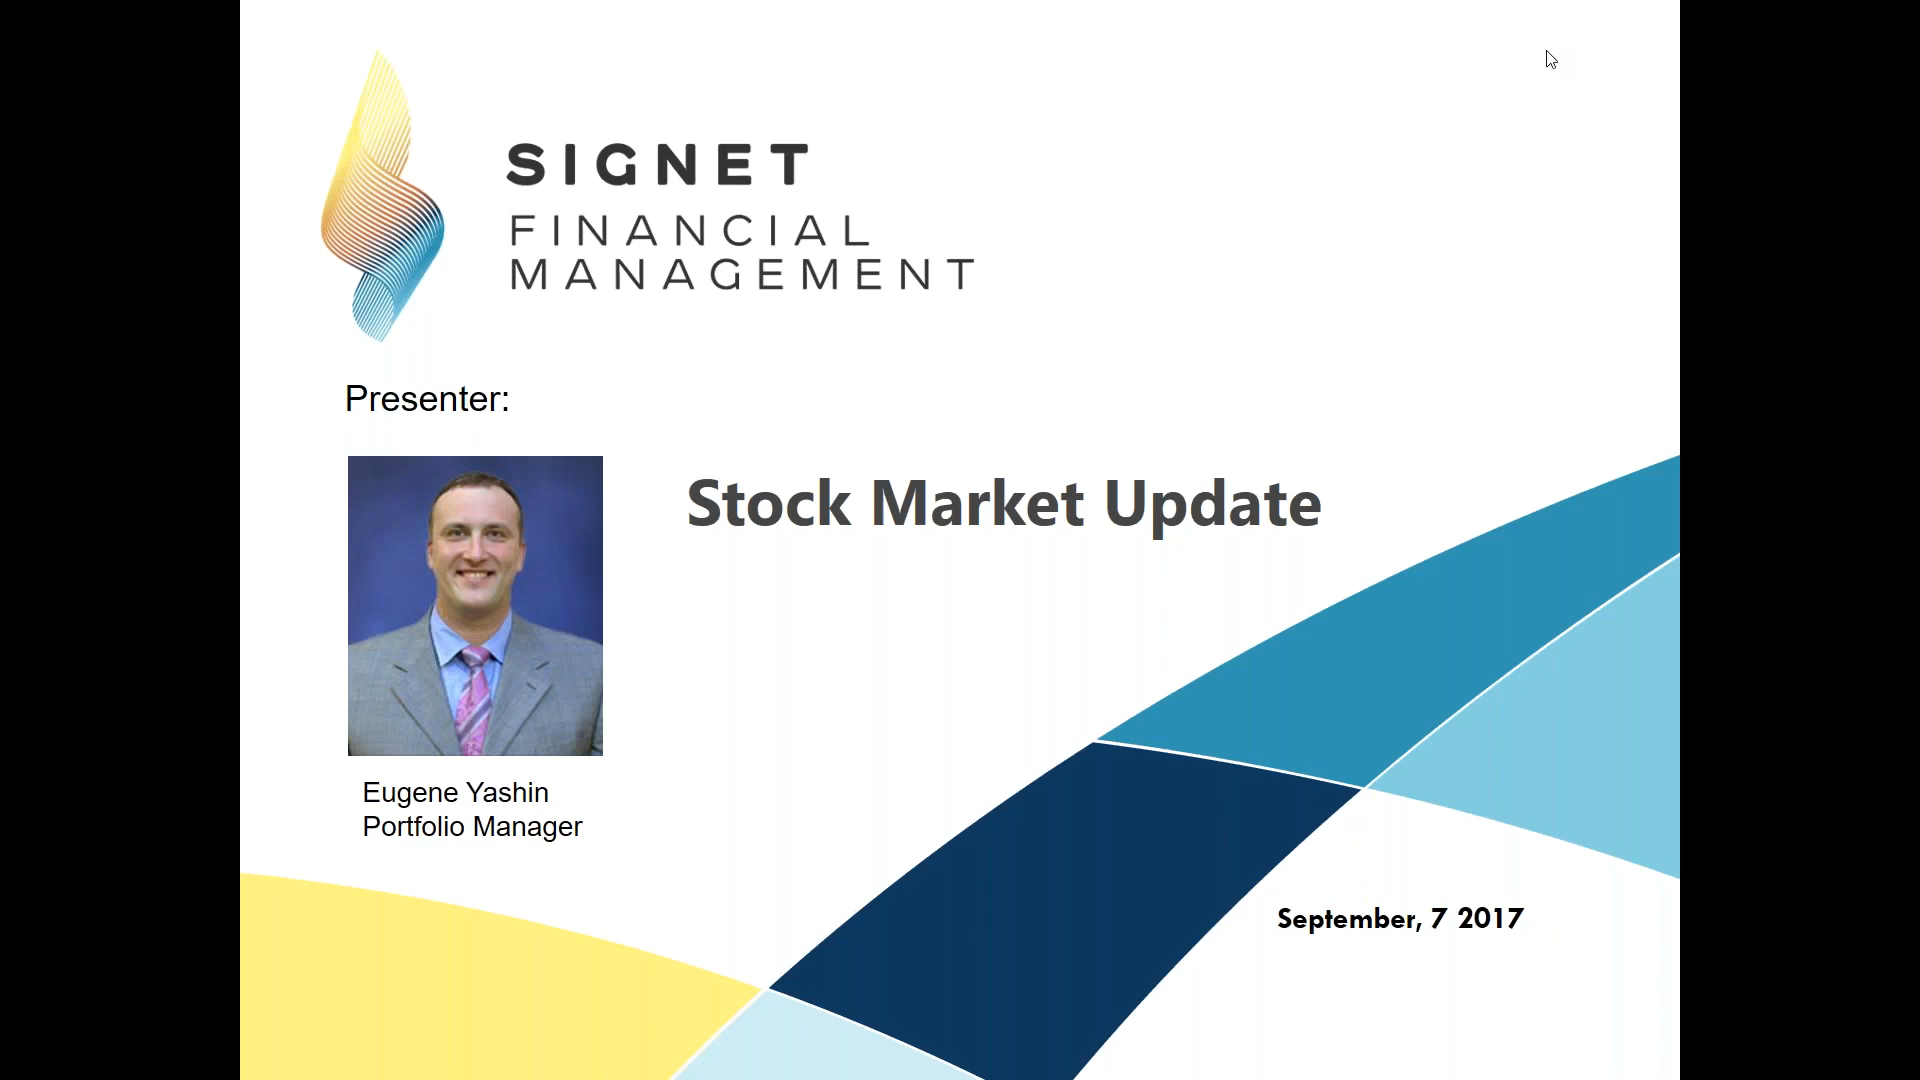 SIGNET
FINANCIAL
MANAGEMENT
Presenter:
Stock Market Update
Eugene Yashin
Portfolio Manager
September, 7 2017